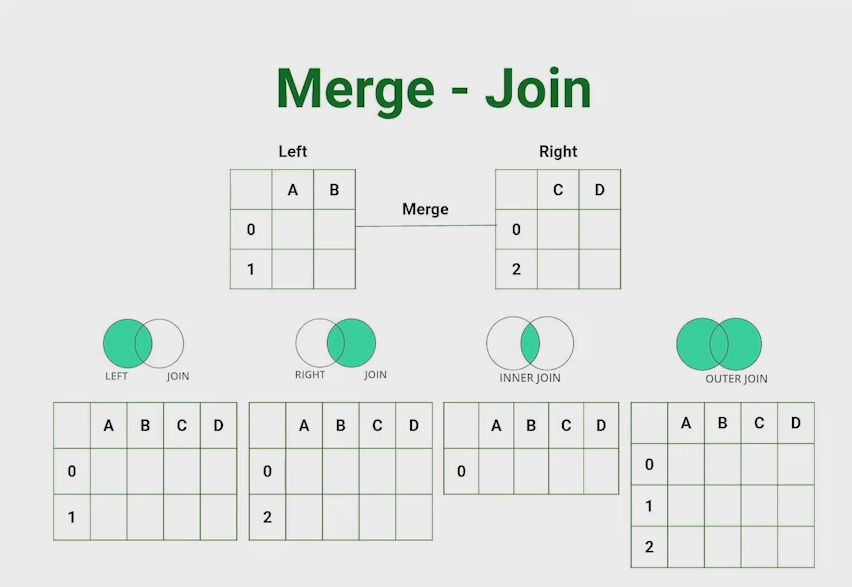 Merge - Join
Left
Right
A B
C D
Merge
0
0
1
2
LEFT JOIN
RIGHT JOIN
INNER JOIN
OUTER JOIN
A B C D
0
1
A B C D
0
2
A B C D
0
A B C D
0
1
2